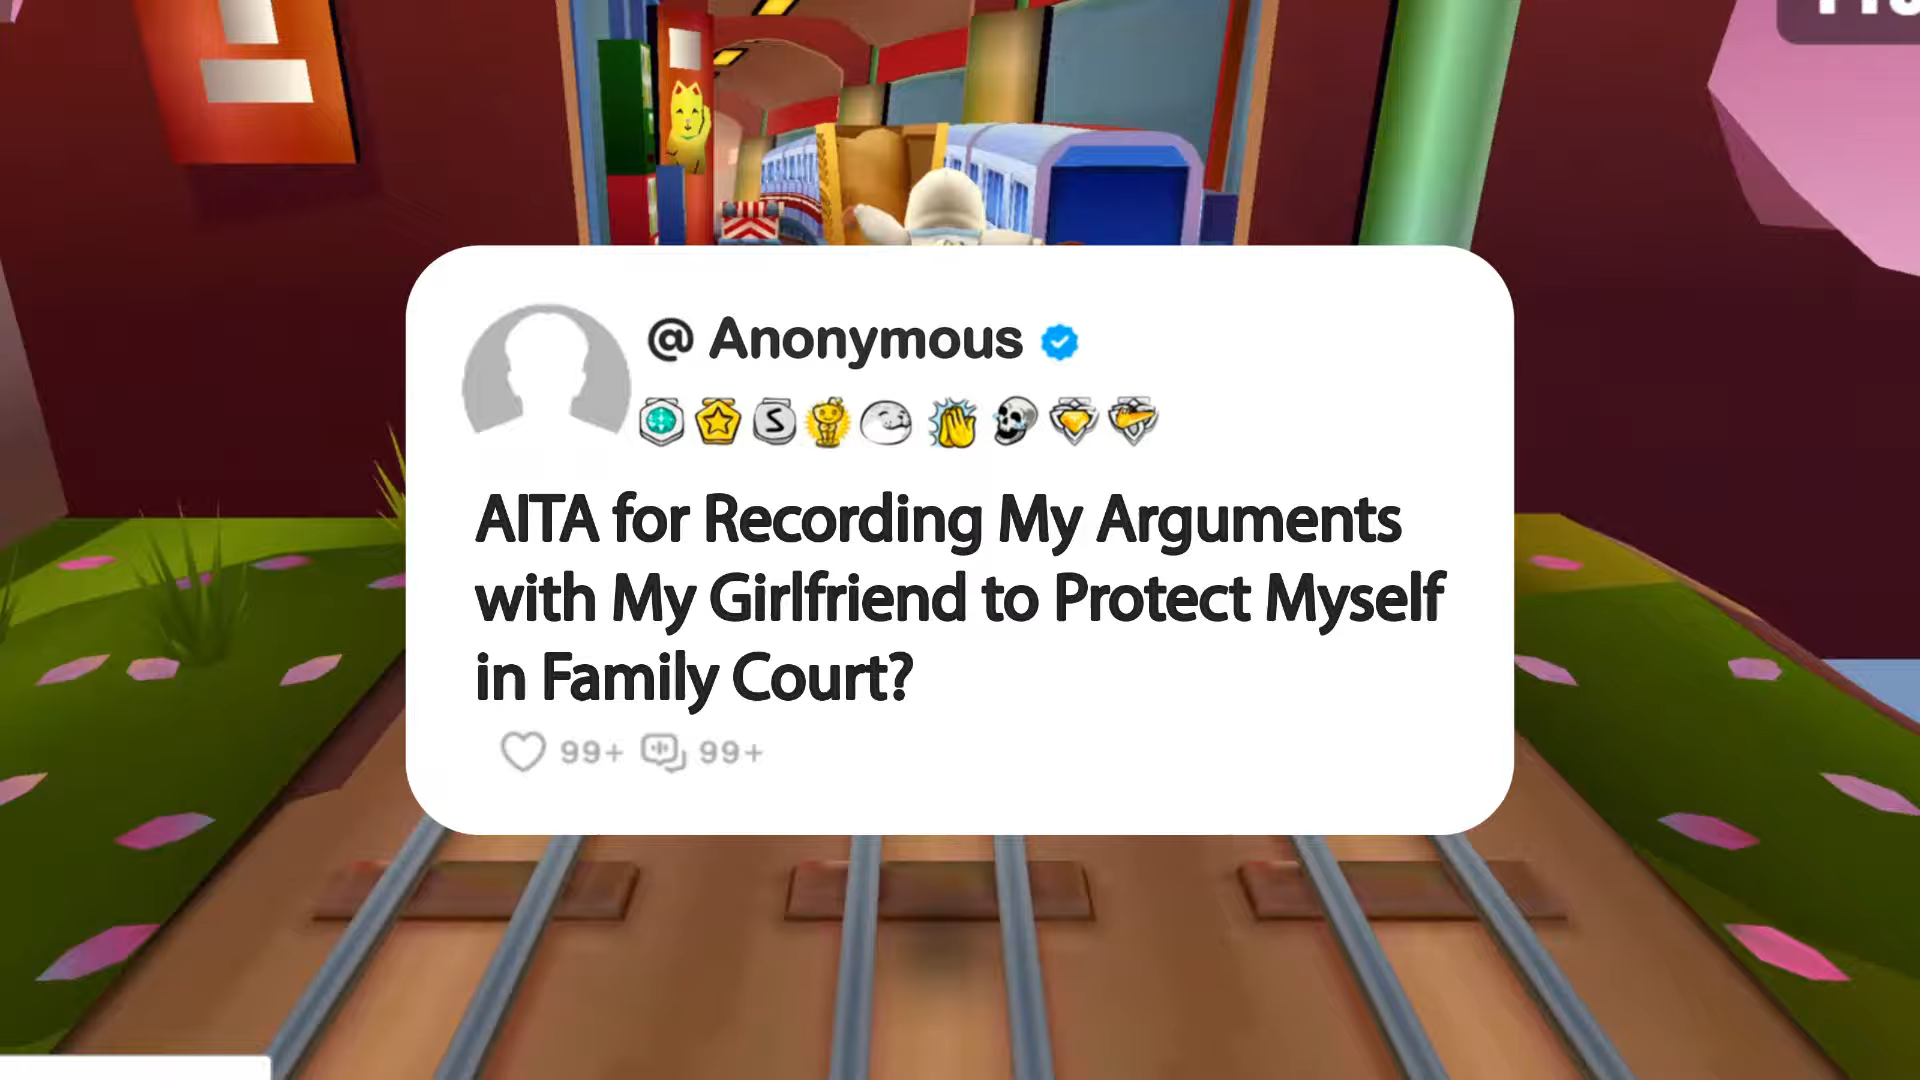 @ Anonymous
S
AITA for Recording My Arguments
with My Girlfriend to Protect Myself
in Family Court?
99+ 99+